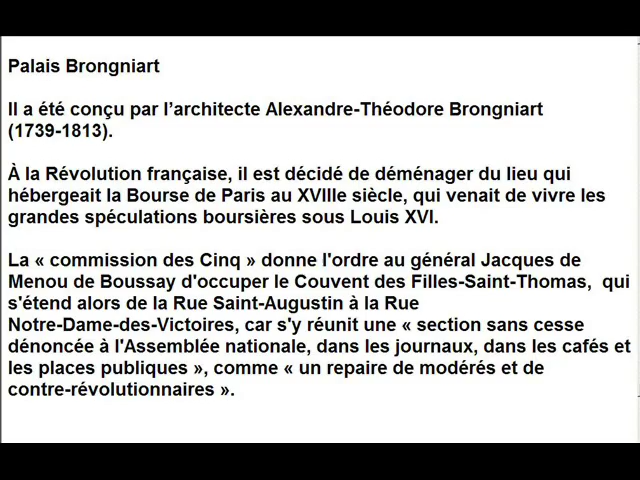 Palais Brongniart
Il a été conçu par l’architecte Alexandre-Théodore Brongniart
(1739-1813).
À la Révolution française, il est décidé de déménager du lieu qui
hébergeait la Bourse de Paris au XVIIIe siècle, qui venait de vivre les
grandes spéculations boursières sous Louis XVI.
La « commission des Cinq » donne l'ordre au général Jacques de
Menou de Boussay d'occuper le Couvent des Filles-Saint-Thomas,  qui
s'étend alors de la Rue Saint-Augustin à la Rue
Notre-Dame-des-Victoires, car s'y réunit une « section sans cesse
dénoncée à l'Assemblée nationale, dans les journaux, dans les cafés et
les places publiques », comme « un repaire de modérés et de
contre-révolutionnaires ».